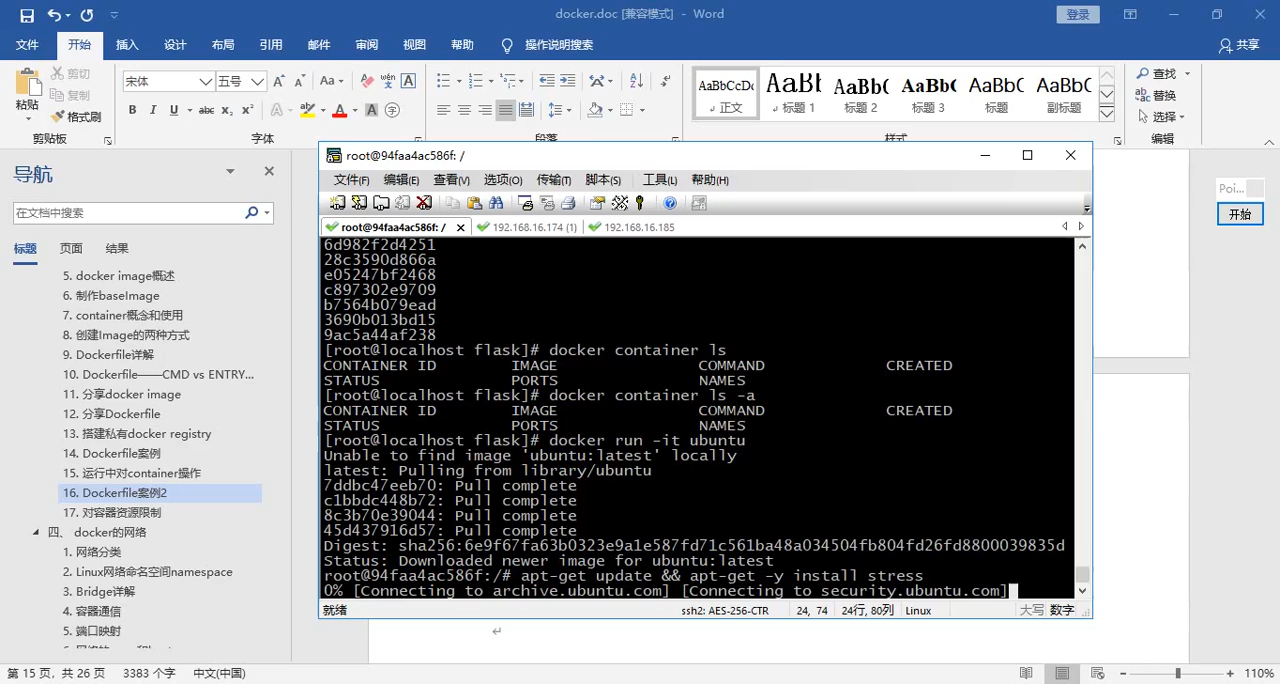 docker.doc [兼容模式] - Word
登录
文件
开始
插入
设计
布局
引用
邮件
审阅
视图
帮助
操作说明搜索
共享
粘贴
剪切
复制
格式刷
剪贴板
宋体
五号
字体
段落
AaBbCcDc
正文
AaBl
标题 1
AaBb(
标题 2
AaBbC
标题 3
AaBbC
标题
AaBbC
副标题
样式
查找
替换
选择
编辑
导航
在文档中搜索
标题
页面
结果
5. docker image概述
6. 制作baseImage
7. container概念和使用
8. 创建Image的两种方式
9. Dockerfile详解
10. Dockerfile——CMD vs ENTRY...
11. 分享docker image
12. 分享Dockerfile
13. 搭建私有docker registry
14. Dockerfile案例
15. 运行中对container操作
16. Dockerfile案例2
17. 对容器资源限制
四、 docker的网络
1. 网络分类
2. Linux网络命名空间namespace
3. Bridge详解
4. 容器通信
5. 端口映射
root@94faa4ac586f: /
文件(F) 编辑(E) 查看(V) 选项(O) 传输(T) 脚本(S) 工具(L) 帮助(H)
root@94faa4ac586f: /
192.168.16.174 (1)
192.168.16.185
6d982f2d4251
28c3590d866a
e05247bf2468
c897302e9709
b7564b079ead
3690b013bd15
9ac5a44af238
[root@localhost flask]# docker container ls
CONTAINER ID IMAGE COMMAND CREATED
STATUS PORTS NAMES
[root@localhost flask]# docker container ls -a
CONTAINER ID IMAGE COMMAND CREATED
STATUS PORTS NAMES
[root@localhost flask]# docker run -it ubuntu
Unable to find image 'ubuntu:latest' locally
latest: Pulling from library/ubuntu
7ddbc47eeb70: Pull complete
c1bbdc448b72: Pull complete
8c3b70e39044: Pull complete
45d437916d57: Pull complete
Digest: sha256:6e9f67fa63b0323e9a1e587fd71c561ba48a034504fb804fd26fd8800039835d
Status: Downloaded newer image for ubuntu:latest
root@94faa4ac586f:/# apt-get update && apt-get -y install stress
0% [Connecting to archive.ubuntu.com] [Connecting to security.ubuntu.com]
就绪
ssh2: AES-256-CTR
24, 74
24行, 80列
Linux
大写 数字
Poi...
开始
第 15 页，共 26 页
3383 个字
中文(中国)
110%